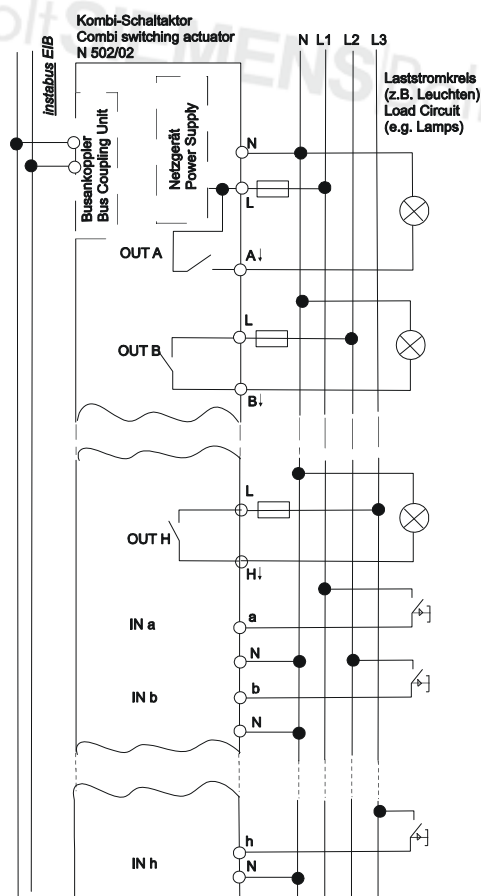 Kombi-Schaltaktor
Combi switching actuator
N 502/02
N L1 L2 L3
instabus EIB
Laststromkreis
(z.B. Leuchten)
Load Circuit
(e.g. Lamps)
Busankoppler
Bus Coupling Unit
Netzgerät
Power Supply
N
L
OUT A
A↓
L
OUT B
B↓
L
OUT H
H↓
a
IN a
N
b
IN b
N
h
IN h
N
SIEMENS